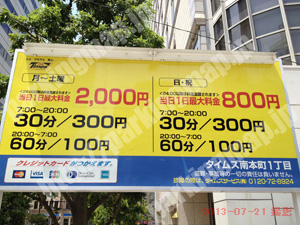 月〜土曜
当日1日最大料金 2,000円
7:00〜20:00
30分/300円
20:00〜7:00
60分/100円
日・祝
当日1日最大料金 800円
7:00〜20:00
30分/300円
20:00〜7:00
60分/100円
クレジットカードがつかえます。
VISA
タイムズ南本町1丁目
0120-72-8924